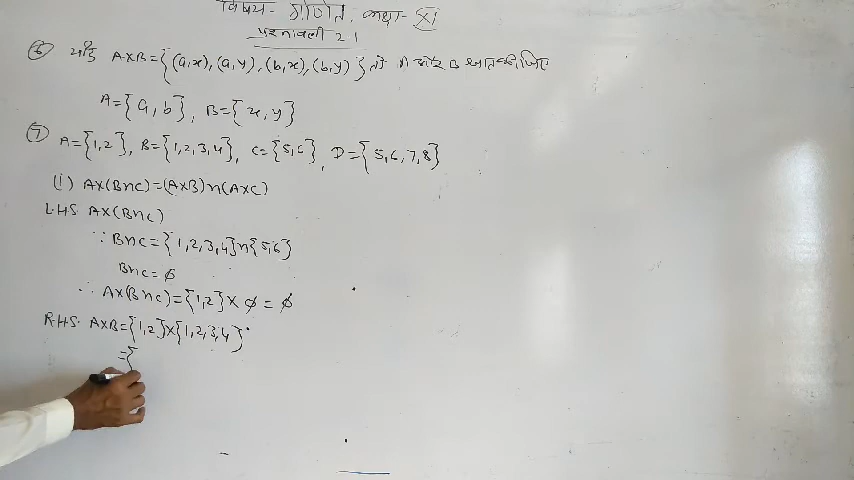 विषय- गणित, कक्षा- XI
प्रश्नावली 2.1
⑥ यदि A×B={(a,x),(a,y),(b,x),(b,y)} तो A और B ज्ञात कीजिए
A={a,b}, B={x,y}
⑦ A={1,2}, B={1,2,3,4}, C={5,6}, D={5,6,7,8}
(i) A×(B∩C)=(A×B)∩(A×C)
L.H.S. A×(B∩C)
∵ B∩C={1,2,3,4}∩{5,6}
B∩C=φ
∴ A×(B∩C)={1,2}×φ=φ
R.H.S. A×B={1,2}×{1,2,3,4}
={